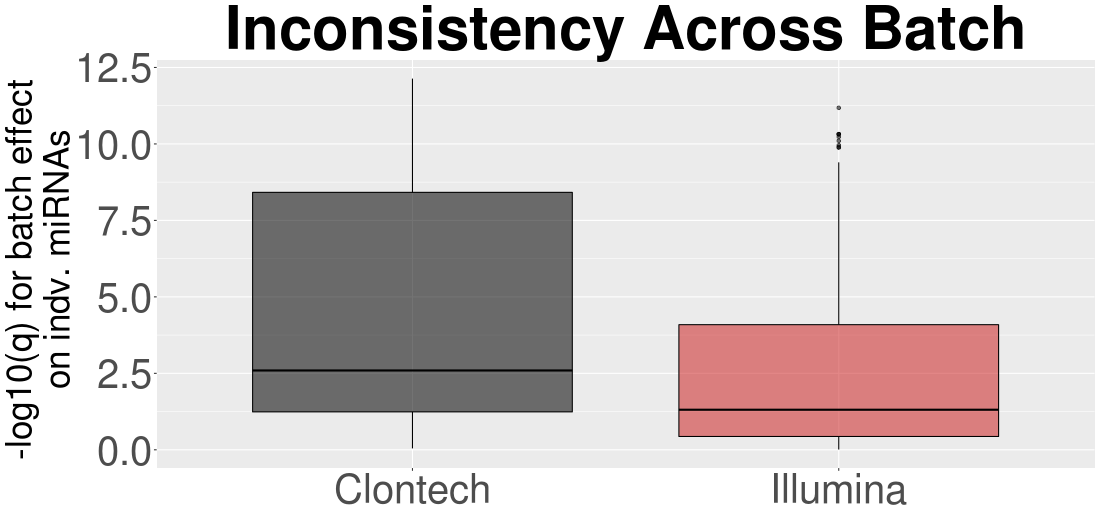 Inconsistency Across Batch
-log10(q) for batch effect
on indv. miRNAs
12.5
10.0
7.5
5.0
2.5
0.0
Clontech
Illumina